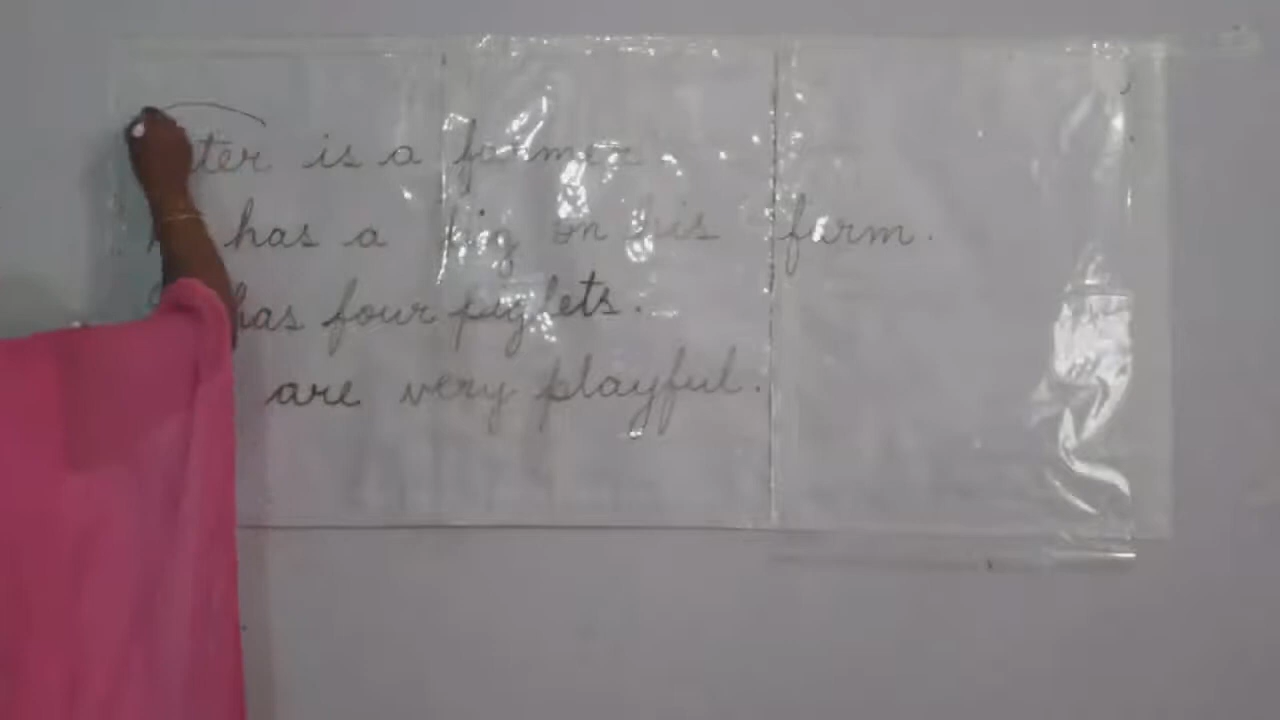 ter is a farmer
has a pig on his farm.
has four piglets.
are very playful.